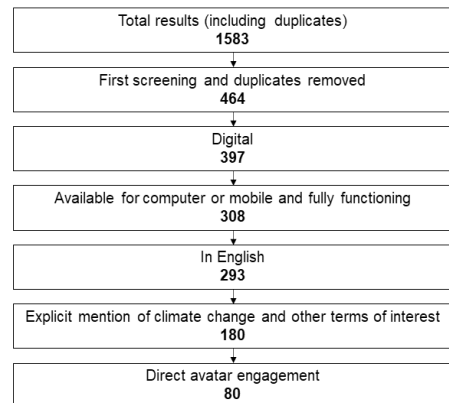 Total results (including duplicates)
1583
First screening and duplicates removed
464
Digital
397
Available for computer or mobile and fully functioning
308
In English
293
Explicit mention of climate change and other terms of interest
180
Direct avatar engagement
80